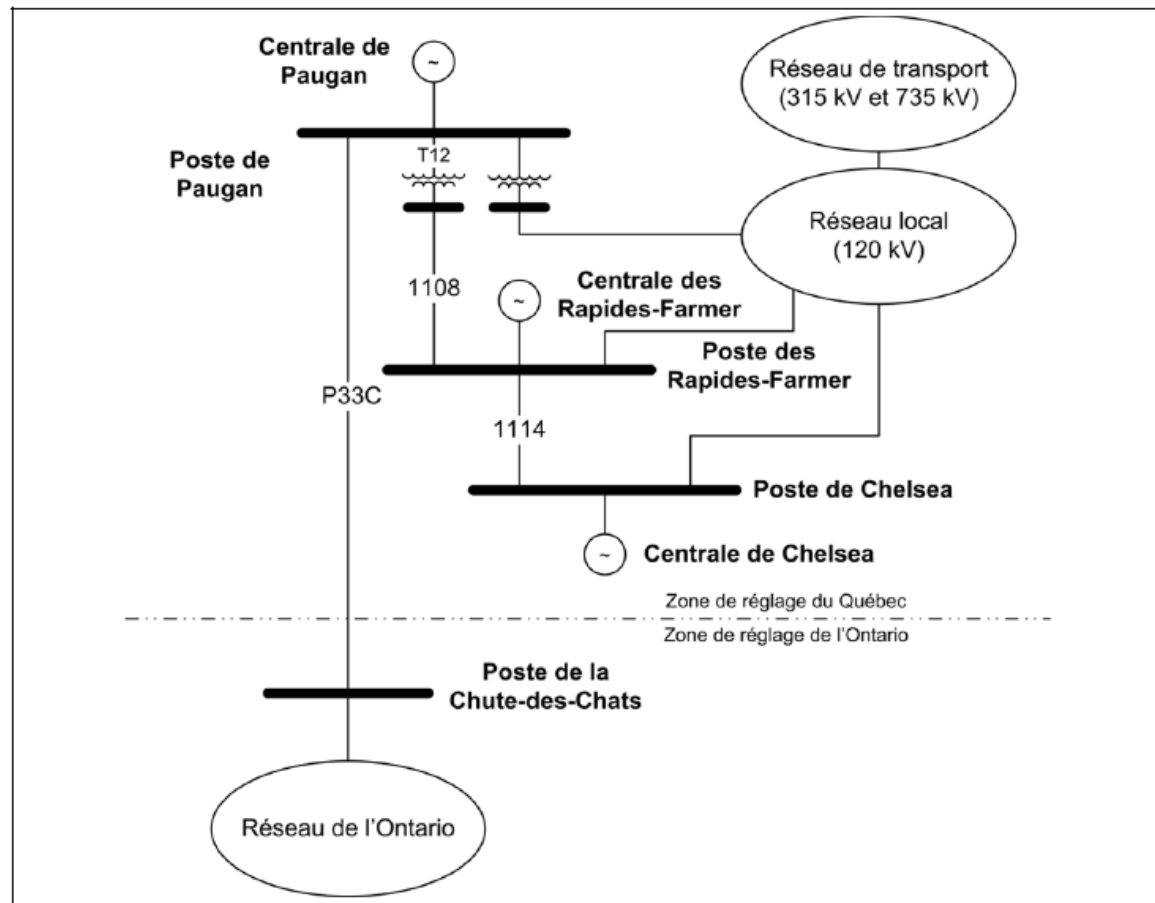 Centrale de
Paugan
~
Réseau de transport
(315 kV et 735 kV)
T12
Poste de
Paugan
Réseau local
(120 kV)
1108
~
Centrale des
Rapides-Farmer
Poste des
Rapides-Farmer
P33C
1114
Poste de Chelsea
~
Centrale de Chelsea
Zone de réglage du Québec
Zone de réglage de l'Ontario
Poste de la
Chute-des-Chats
Réseau de l'Ontario